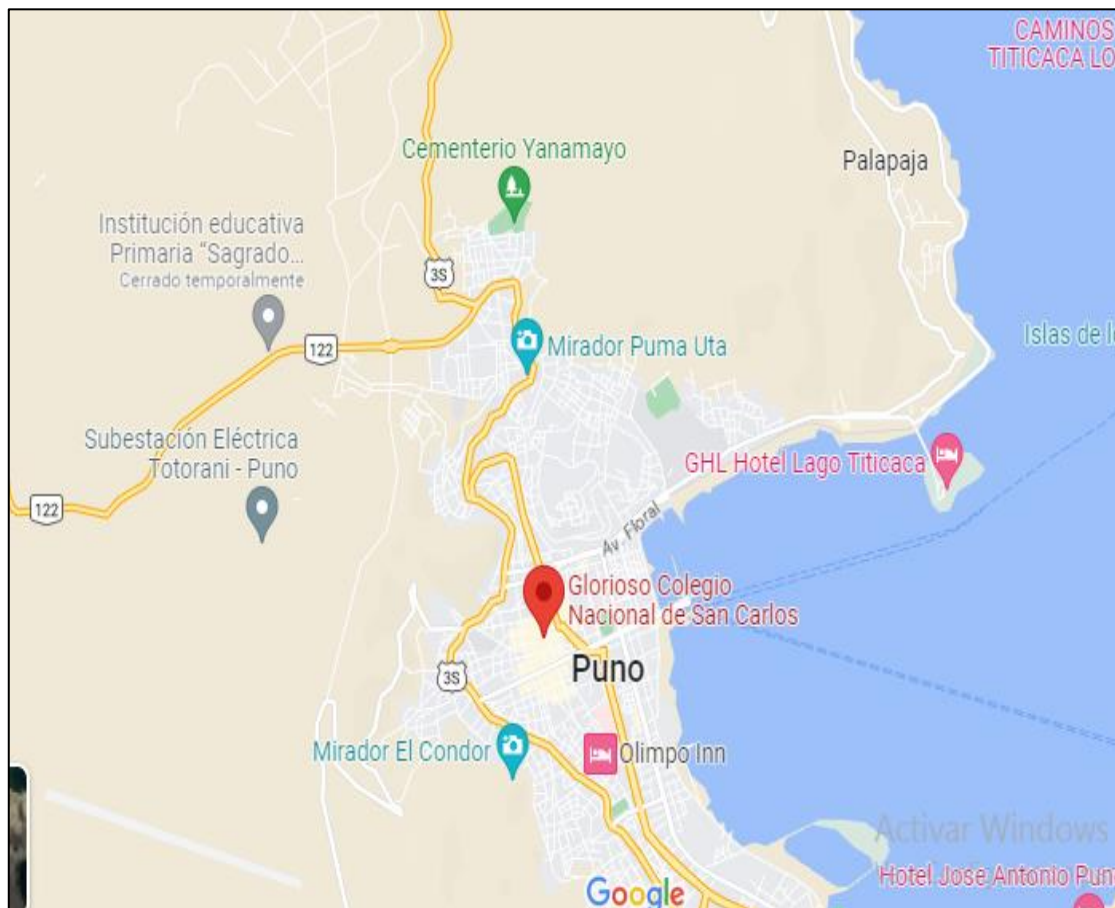 CAMINOS
TITICACA LO
Cementerio Yanamayo
Palapaja
Institución educativa
Primaria “Sagrado...
Cerrado temporalmente
3S
122
Mirador Puma Uta
Islas de
Subestación Eléctrica
Totorani - Puno
GHL Hotel Lago Titicaca
122
Av. Floral
Glorioso Colegio
Nacional de San Carlos
Puno
3S
Mirador El Condor
Olimpo Inn
Activar Windows
Hotel Jose Antonio Pun
Google